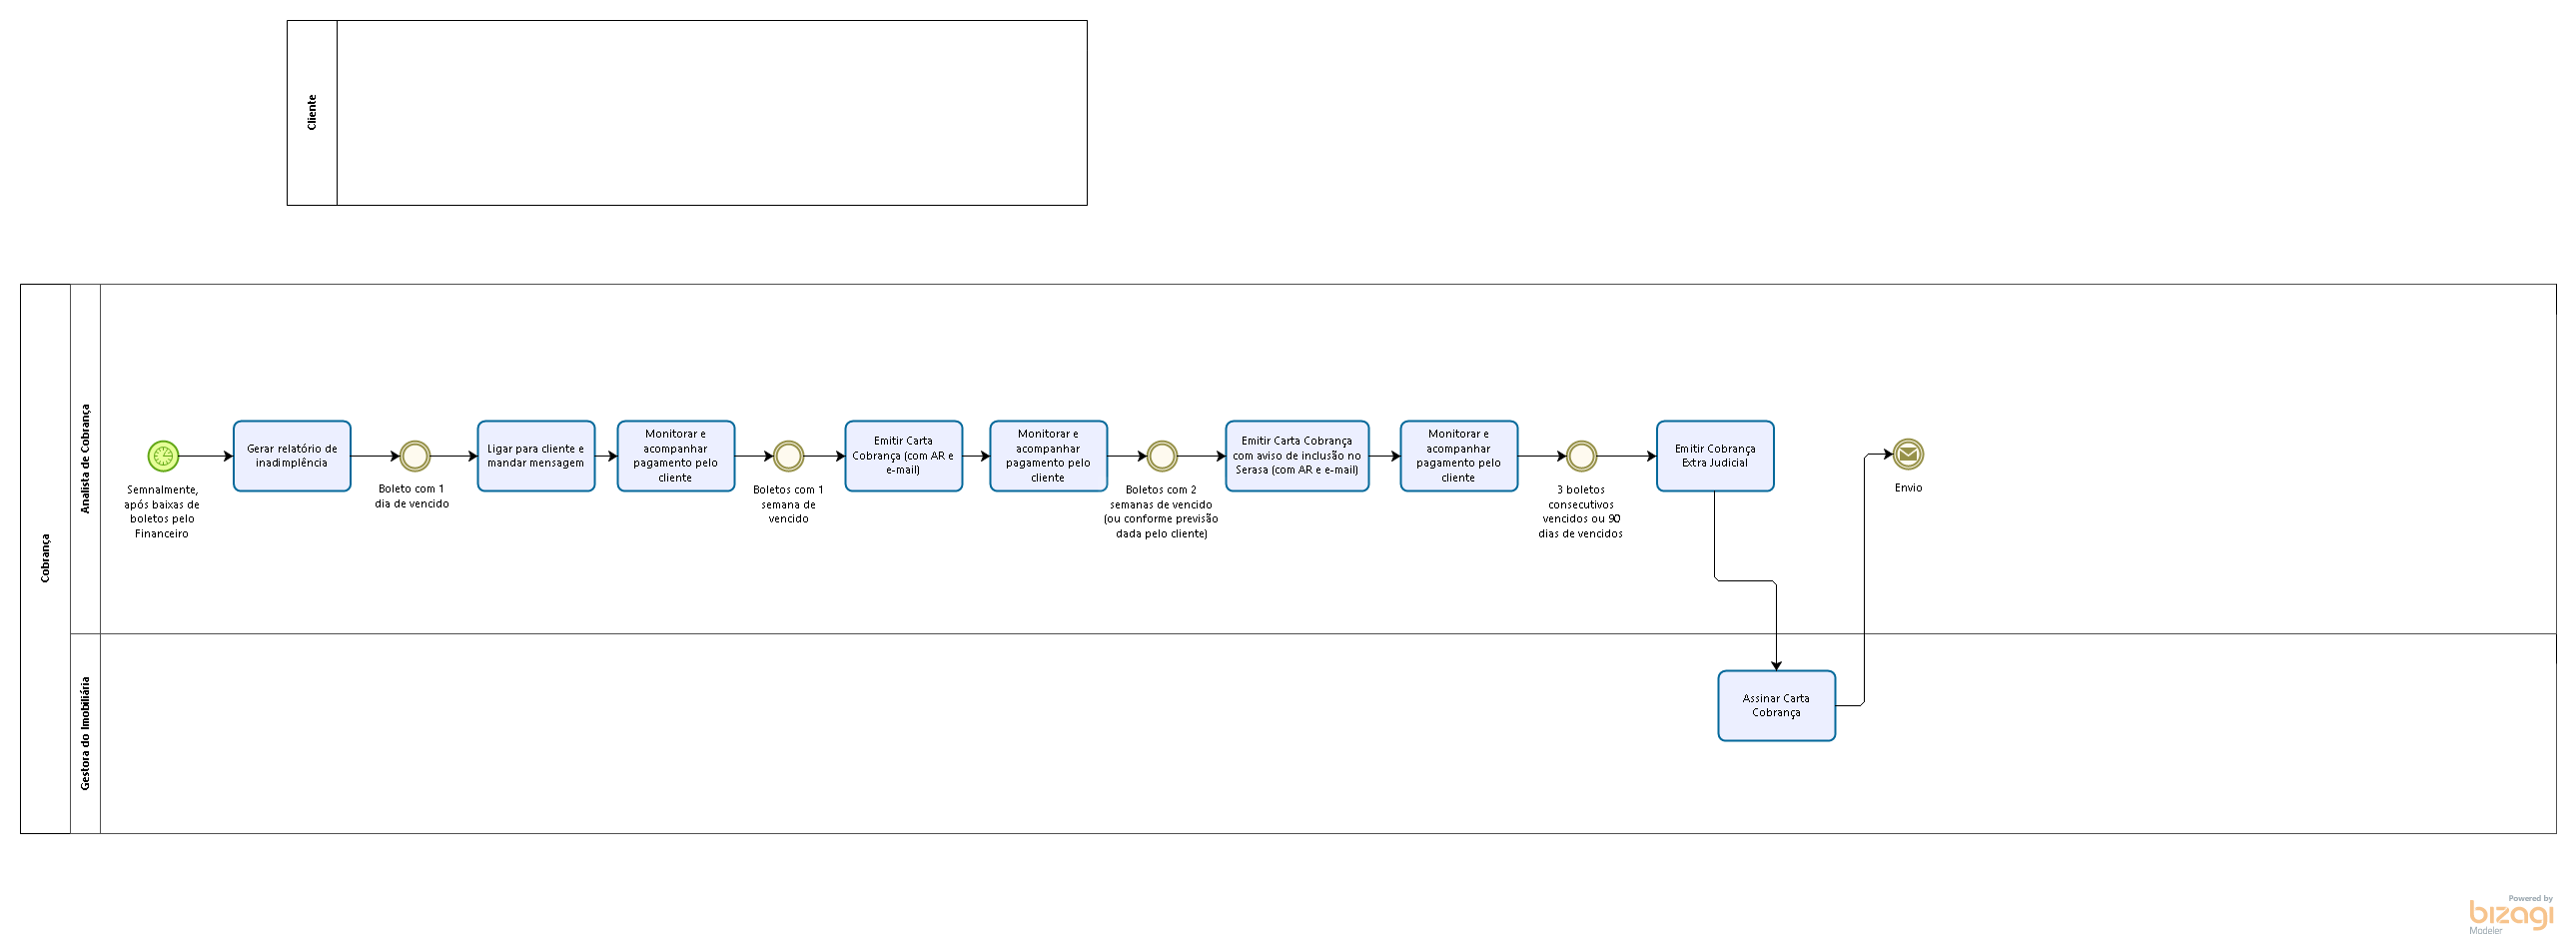 Cliente
Cobrança
Analista de Cobrança
Semnalmente,
após baixas de
boletos pelo
Financeiro
Gerar relatório de
inadimplência
Boleto com 1
dia de vencido
Ligar para cliente e
mandar mensagem
Monitorar e
acompanhar
pagamento pelo
cliente
Boletos com 1
semana de
vencido
Emitir Carta
Cobrança (com AR e
e-mail)
Monitorar e
acompanhar
pagamento pelo
cliente
Boletos com 2
semanas de vencido
(ou conforme previsão
dada pelo cliente)
Emitir Carta Cobrança
com aviso de inclusão no
Serasa (com AR e e-mail)
Monitorar e
acompanhar
pagamento pelo
cliente
3 boletos
consecutivos
vencidos ou 90
dias de vencidos
Emitir Cobrança
Extra Judicial
Envio
Gestora do Imobiliária
Assinar Carta
Cobrança
Powered by
bizagi
Modeler